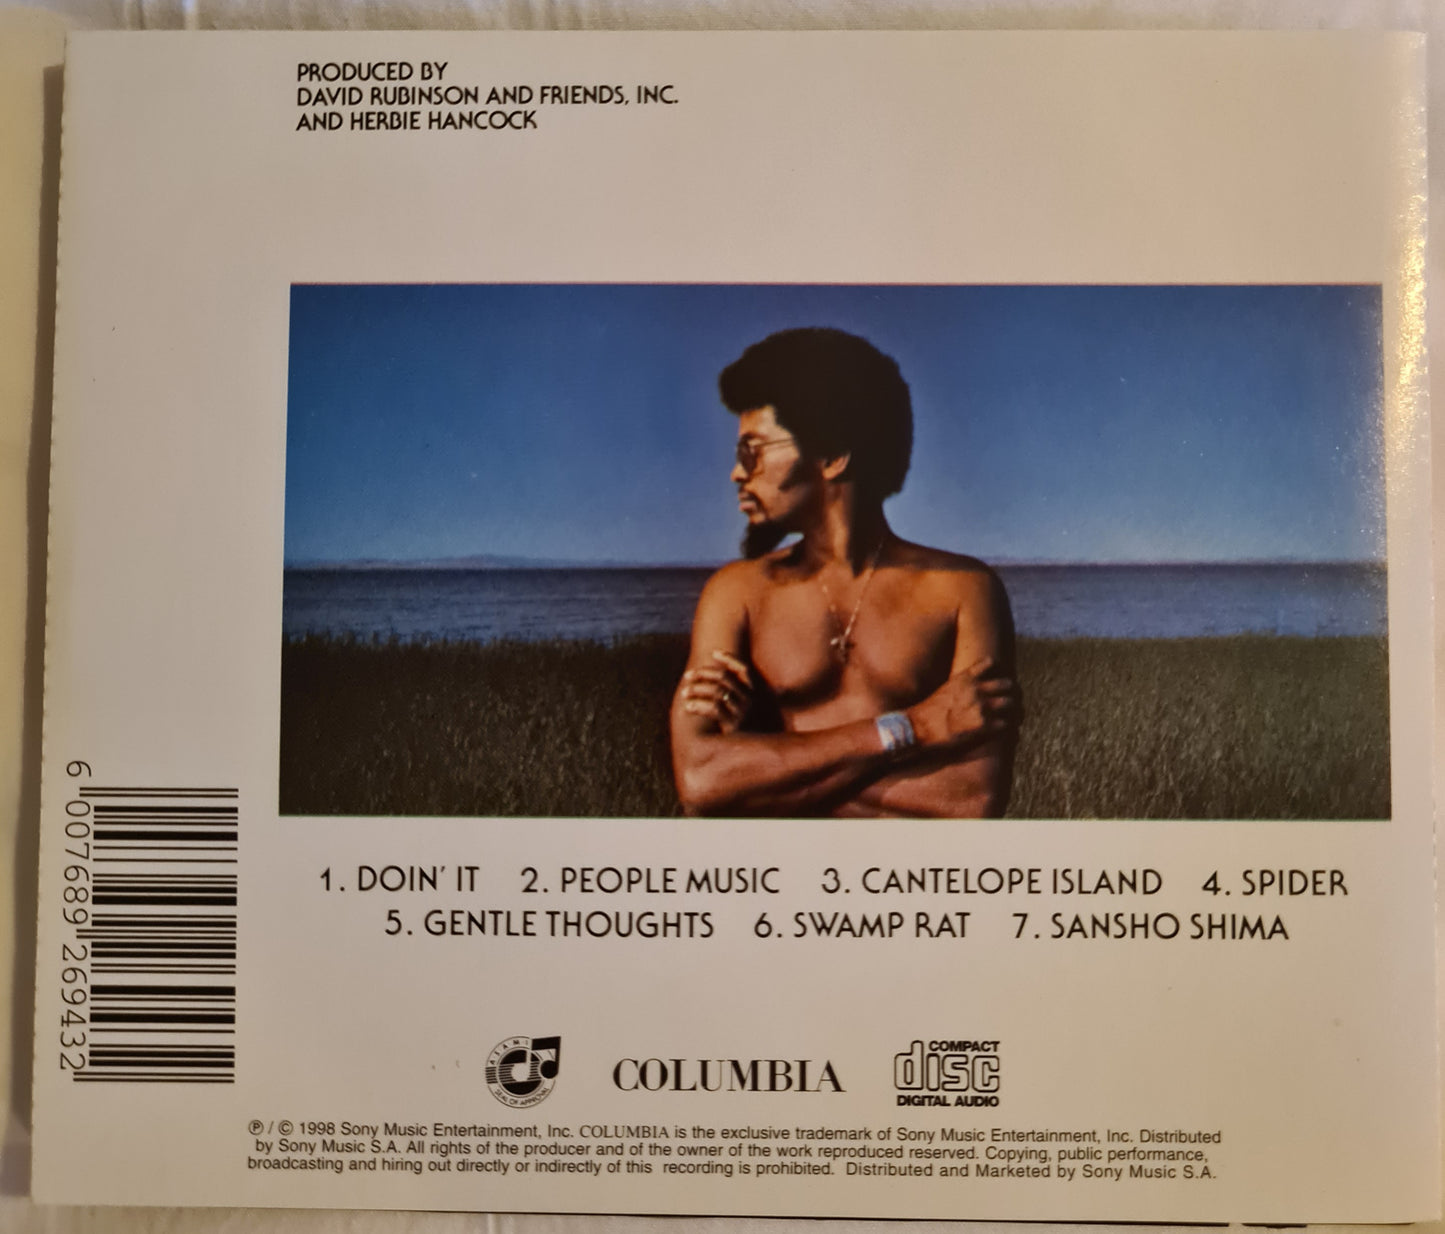 PRODUCED BY
DAVID RUBINSON AND FRIENDS, INC.
AND HERBIE HANCOCK
1. DOIN' IT 2. PEOPLE MUSIC 3. CANTELOPE ISLAND 4. SPIDER
5. GENTLE THOUGHTS 6. SWAMP RAT 7. SANSHO SHIMA
6 007689 269432
A.S.A.M.I.
SEAL OF APPROVAL
COLUMBIA
COMPACT
disc
DIGITAL AUDIO
℗ / © 1998 Sony Music Entertainment, Inc. COLUMBIA is the exclusive trademark of Sony Music Entertainment, Inc. Distributed
by Sony Music S.A. All rights of the producer and of the owner of the work reproduced reserved. Copying, public performance,
broadcasting and hiring out directly or indirectly of this recording is prohibited. Distributed and Marketed by Sony Music S.A.